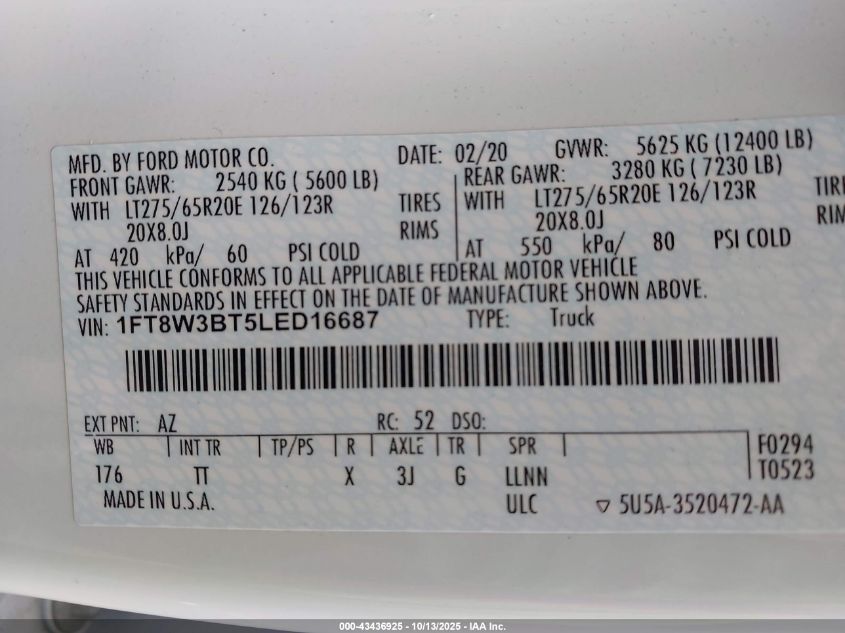 MFD. BY FORD MOTOR CO. DATE: 02/20 GVWR: 5625 KG (12400 LB)
FRONT GAWR: 2540 KG ( 5600 LB) REAR GAWR: 3280 KG ( 7230 LB)
WITH LT275/65R20E 126/123R TIRES WITH LT275/65R20E 126/123R
20X8.0J RIMS 20X8.0J
AT 420 kPa/ 60 PSI COLD AT 550 kPa/ 80 PSI COLD
THIS VEHICLE CONFORMS TO ALL APPLICABLE FEDERAL MOTOR VEHICLE
SAFETY STANDARDS IN EFFECT ON THE DATE OF MANUFACTURE SHOWN ABOVE.
VIN: 1FT8W3BT5LED16687 TYPE: Truck
EXT PNT: AZ RC: 52 DSO:
WB INT TR TP/PS R AXLE TR SPR F0294
176 TT X 3J G LLNN T0523
MADE IN U.S.A. ULC 5U5A-3520472-AA
000-43436925 - 10/13/2025 - IAA Inc.